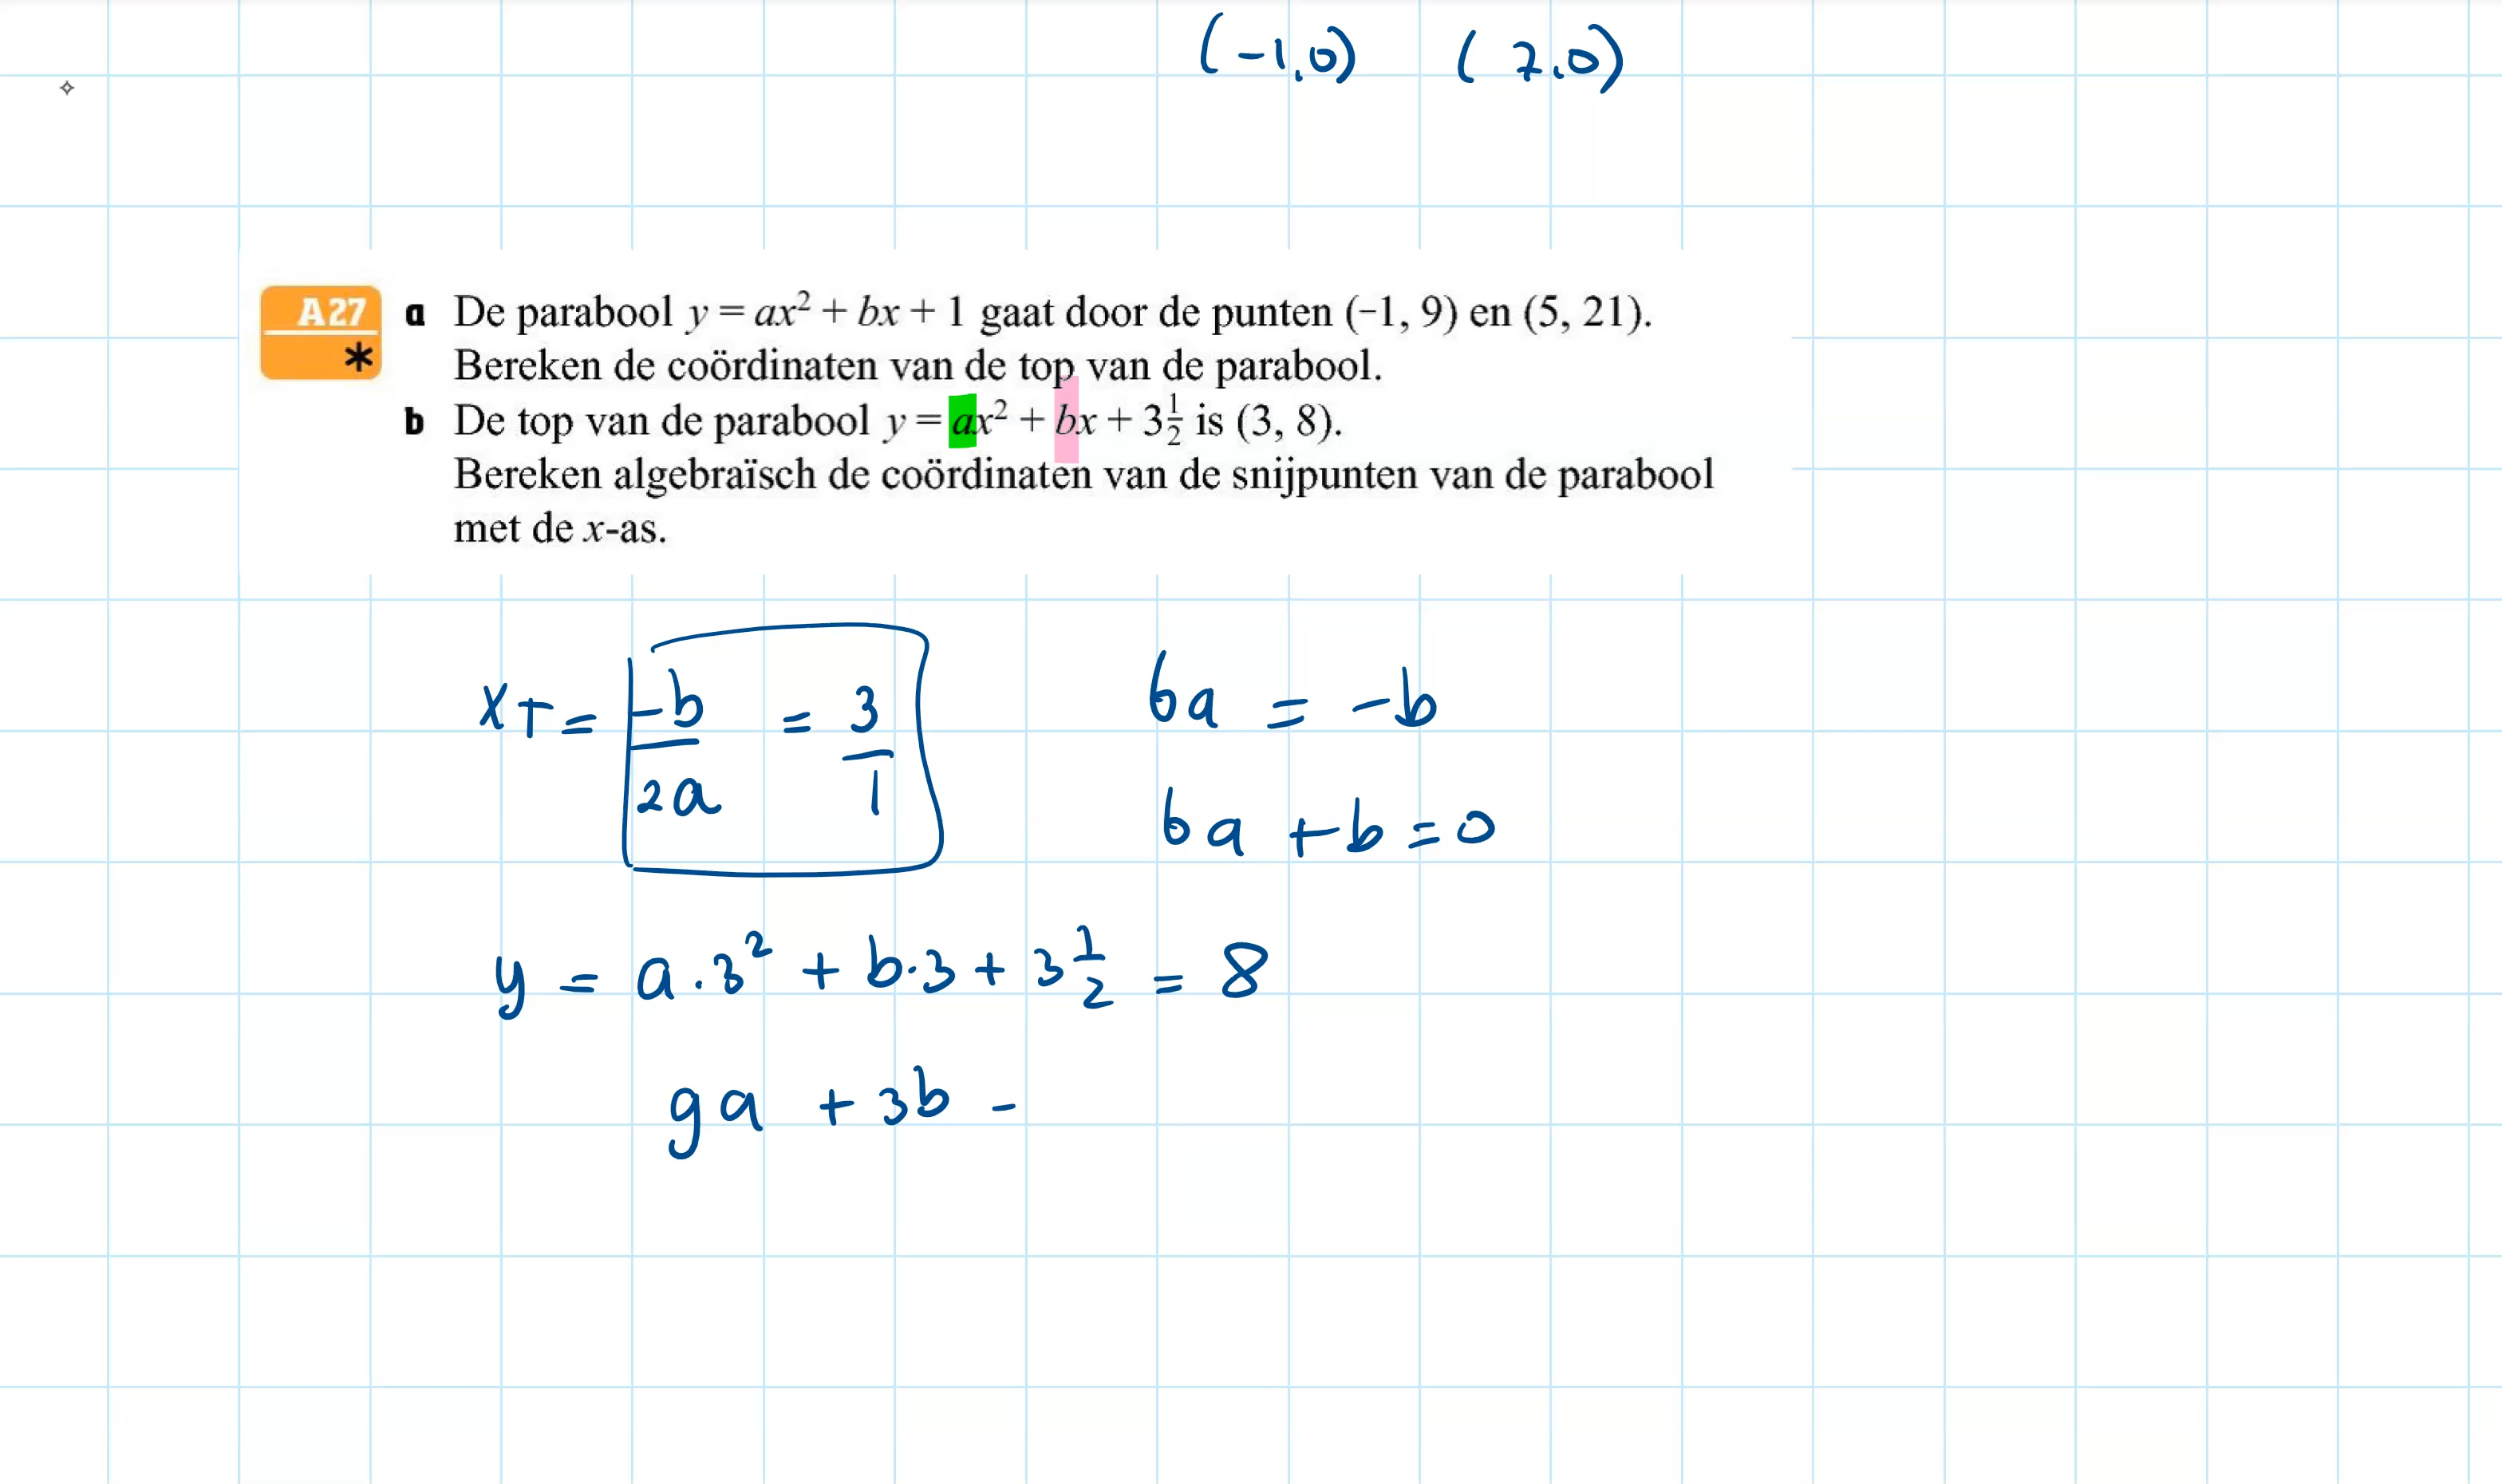 (-1,0) (7,0)
A27 a De parabool y = ax² + bx + 1 gaat door de punten (−1, 9) en (5, 21).
* Bereken de coördinaten van de top van de parabool.
b De top van de parabool y = ax² + bx + 3½ is (3, 8).
Bereken algebraïsch de coördinaten van de snijpunten van de parabool
met de x-as.
xT = -b/2a = 3/1 6a = -b
6a + b = 0
y = a·3² + b·3 + 3½ = 8
9a + 3b -